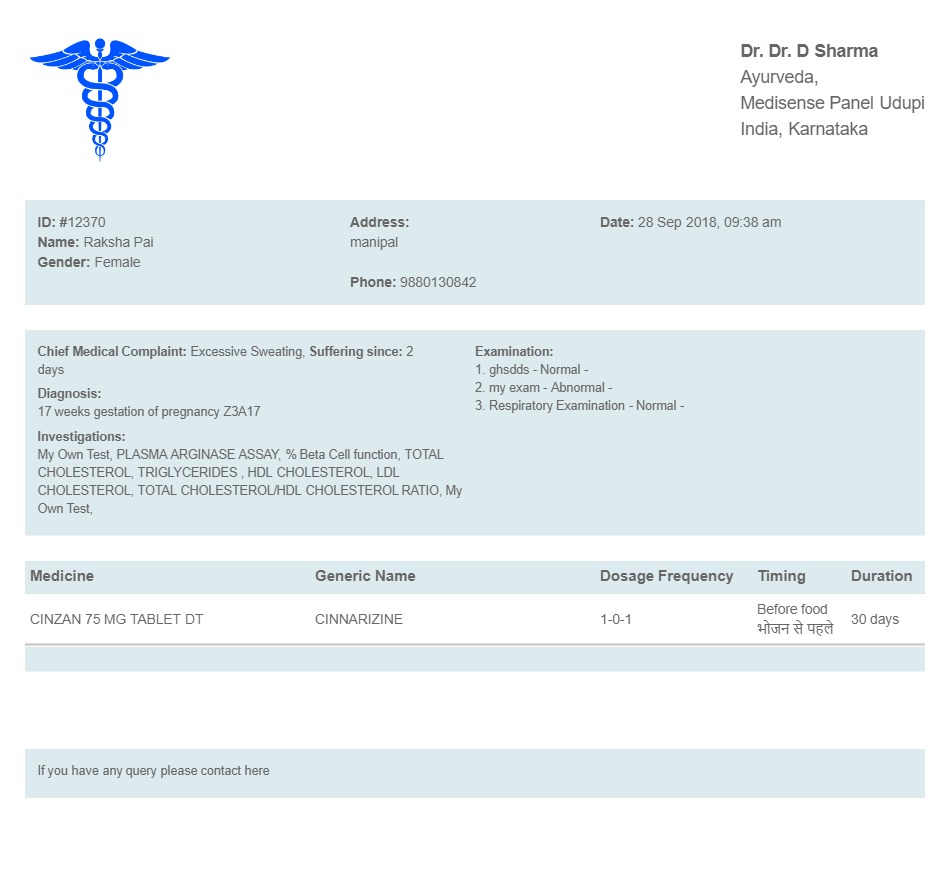 Dr. Dr. D Sharma
Ayurveda,
Medisense Panel Udupi
India, Karnataka
ID: #12370
Name: Raksha Pai
Gender: Female
Address:
manipal
Phone: 9880130842
Date: 28 Sep 2018, 09:38 am
Chief Medical Complaint: Excessive Sweating, Suffering since: 2
days
Diagnosis:
17 weeks gestation of pregnancy Z3A17
Investigations:
My Own Test, PLASMA ARGINASE ASSAY, % Beta Cell function, TOTAL
CHOLESTEROL, TRIGLYCERIDES , HDL CHOLESTEROL, LDL
CHOLESTEROL, TOTAL CHOLESTEROL/HDL CHOLESTEROL RATIO, My
Own Test,
Examination:
1. ghsdds - Normal -
2. my exam - Abnormal -
3. Respiratory Examination - Normal -
Medicine Generic Name Dosage Frequency Timing Duration
CINZAN 75 MG TABLET DT CINNARIZINE 1-0-1 Before food 30 days
भोजन से पहले
If you have any query please contact here